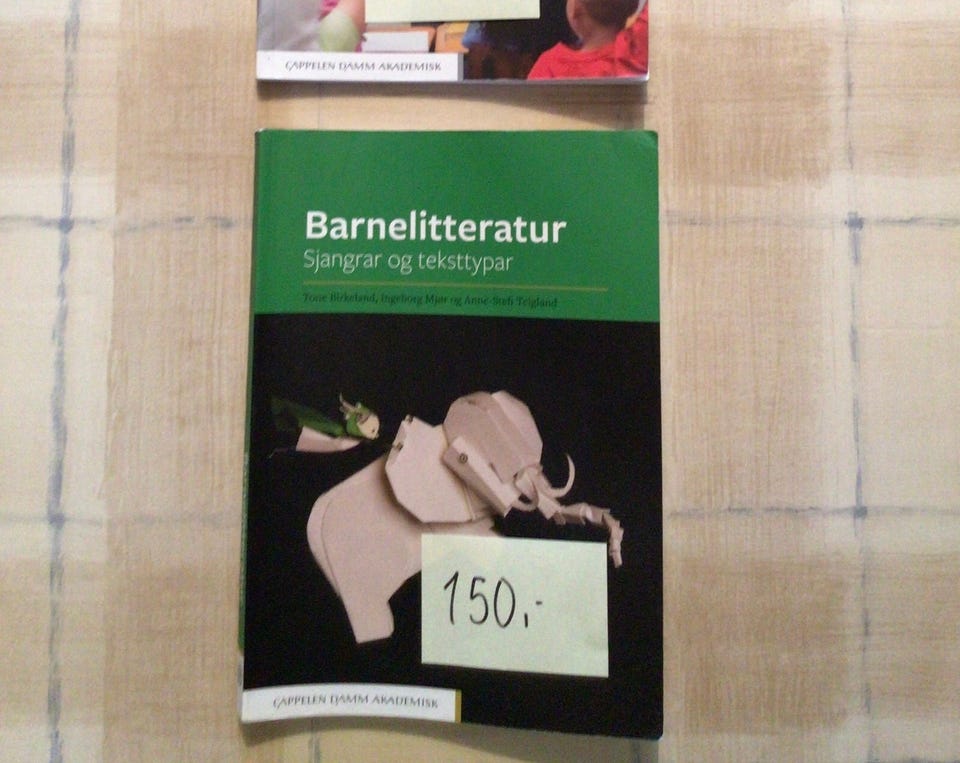 CAPPELEN DAMM AKADEMISK
Barnelitteratur
Sjangrar og teksttypar
Tone Birkeland, Ingeborg Mjør og Anne-Stefi Teigland
150,-
CAPPELEN DAMM AKADEMISK